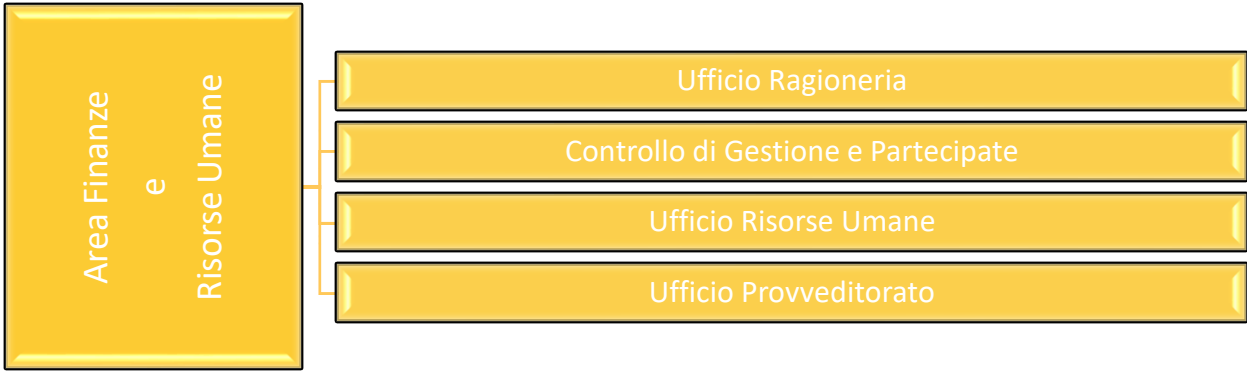 Area Finanze
e
Risorse Umane
Ufficio Ragioneria
Controllo di Gestione e Partecipate
Ufficio Risorse Umane
Ufficio Provveditorato